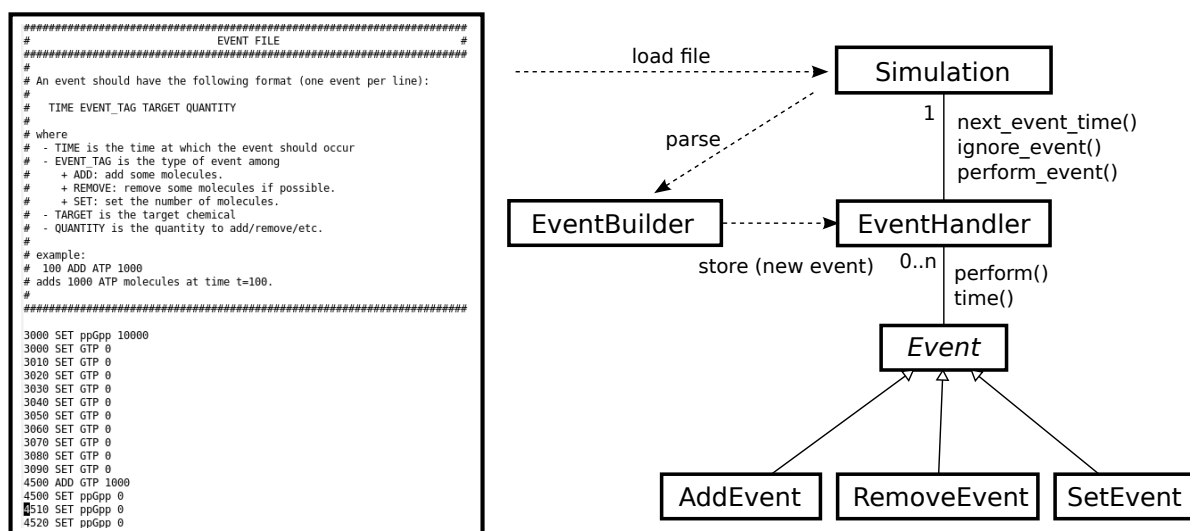 ######################################################################
#                              EVENT FILE                             #
######################################################################
#
# An event should have the following format (one event per line):
#
#   TIME EVENT_TAG TARGET QUANTITY
#
# where
#  - TIME is the time at which the event should occur
#  - EVENT_TAG is the type of event among
#     + ADD: add some molecules.
#     + REMOVE: remove some molecules if possible.
#     + SET: set the number of molecules.
#  - TARGET is the target chemical
#  - QUANTITY is the quantity to add/remove/etc.
#
# example:
#  100 ADD ATP 1000
# adds 1000 ATP molecules at time t=100.
#
######################################################################
3000 SET ppGpp 10000
3000 SET GTP 0
3010 SET GTP 0
3020 SET GTP 0
3030 SET GTP 0
3040 SET GTP 0
3050 SET GTP 0
3060 SET GTP 0
3070 SET GTP 0
3080 SET GTP 0
3090 SET GTP 0
4500 ADD GTP 1000
4500 SET ppGpp 0
4510 SET ppGpp 0
4520 SET ppGpp 0
load file
Simulation
parse
1
next_event_time()
ignore_event()
perform_event()
EventBuilder
EventHandler
store (new event)
0..n
perform()
time()
Event
AddEvent
RemoveEvent
SetEvent